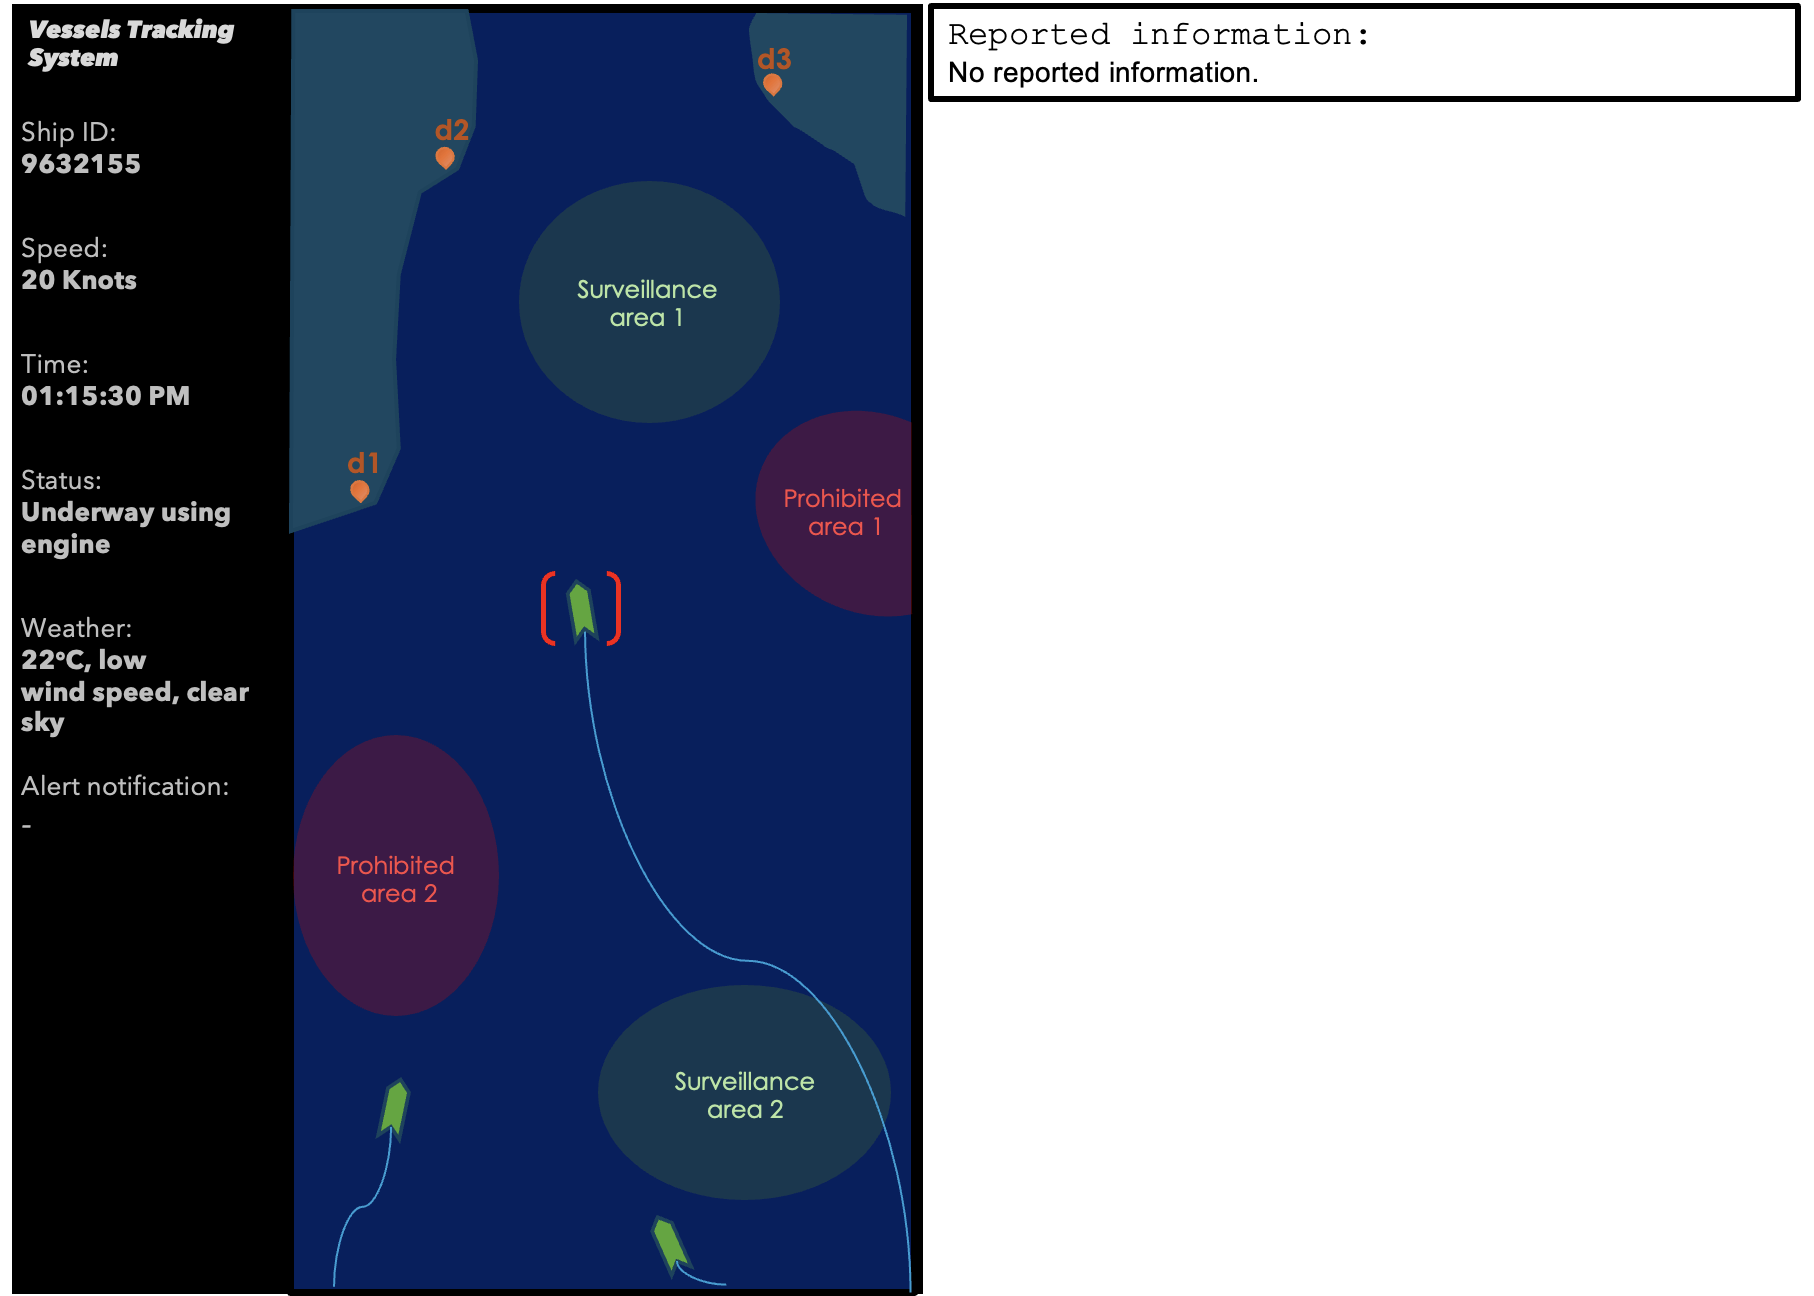 Vessels Tracking
System
Ship ID:
9632155
Speed:
20 Knots
Time:
01:15:30 PM
Status:
Underway using
engine
Weather:
22°C, low
wind speed, clear
sky
Alert notification:
-
d3
d2
Surveillance
area 1
d1
Prohibited
area 1
Prohibited
area 2
Surveillance
area 2
Reported information:
No reported information.